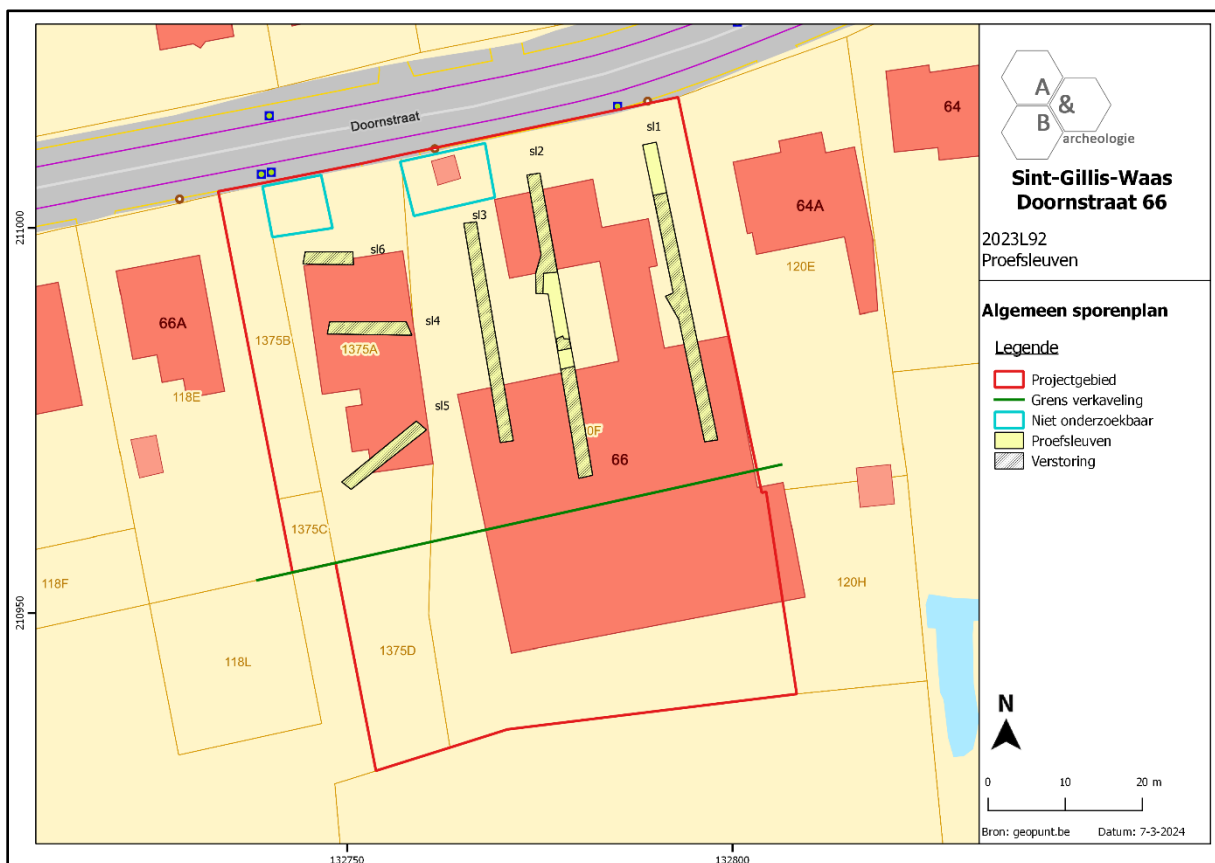 Doornstraat
64
64A
120E
66A
118E
1375B
1375A
1375C
118F
118L
1375D
66
0F
120H
sl1
sl2
sl3
sl6
sl4
sl5
211000
210950
132750
132800
A
&
B
archeologie
Sint-Gillis-Waas
Doornstraat 66
2023L92
Proefsleuven
Algemeen sporenplan
Legende
Projectgebied
Grens verkaveling
Niet onderzoekbaar
Proefsleuven
Verstoring
N
0 10 20 m
Bron: geopunt.be Datum: 7-3-2024